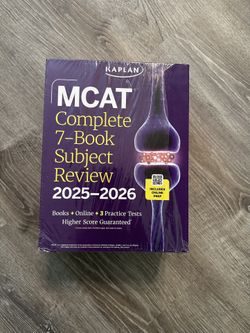 KAPLAN
MCAT
Complete
7-Book
Subject
Review
2025–2026
INCLUDES
ONLINE
PREP
Books + Online + 3 Practice Tests
Higher Score Guaranteed*